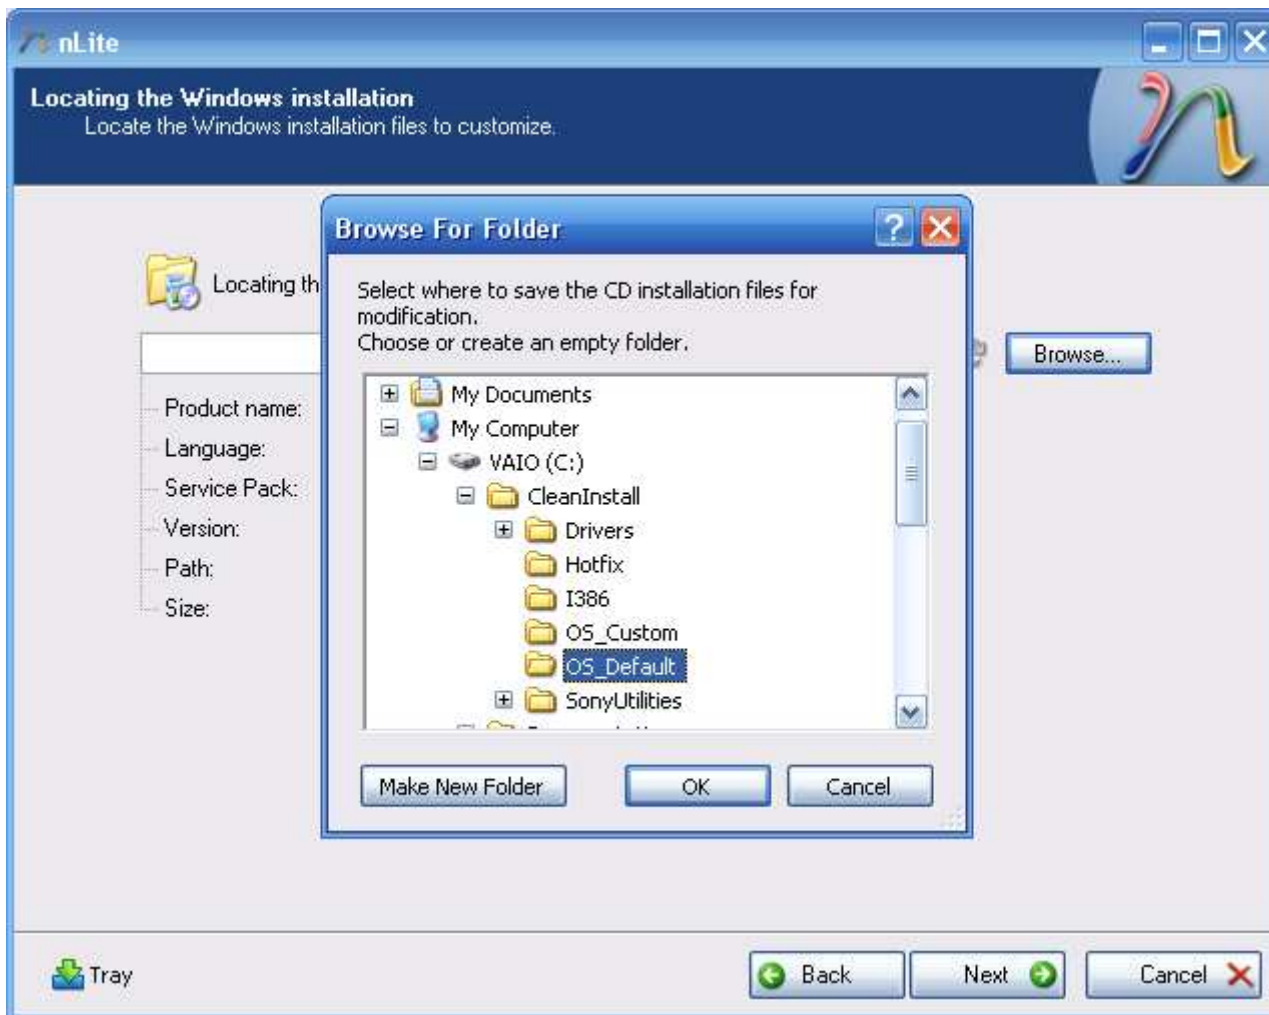 nLite
Locating the Windows installation
Locate the Windows installation files to customize.
Browse For Folder
Locating th
Select where to save the CD installation files for
modification.
Choose or create an empty folder.
Browse...
My Documents
My Computer
VAIO (C:)
CleanInstall
Drivers
Hotfix
I386
OS_Custom
OS_Default
SonyUtilities
Product name:
Language:
Service Pack:
Version:
Path:
Size:
Make New Folder
OK
Cancel
Tray
Back
Next
Cancel